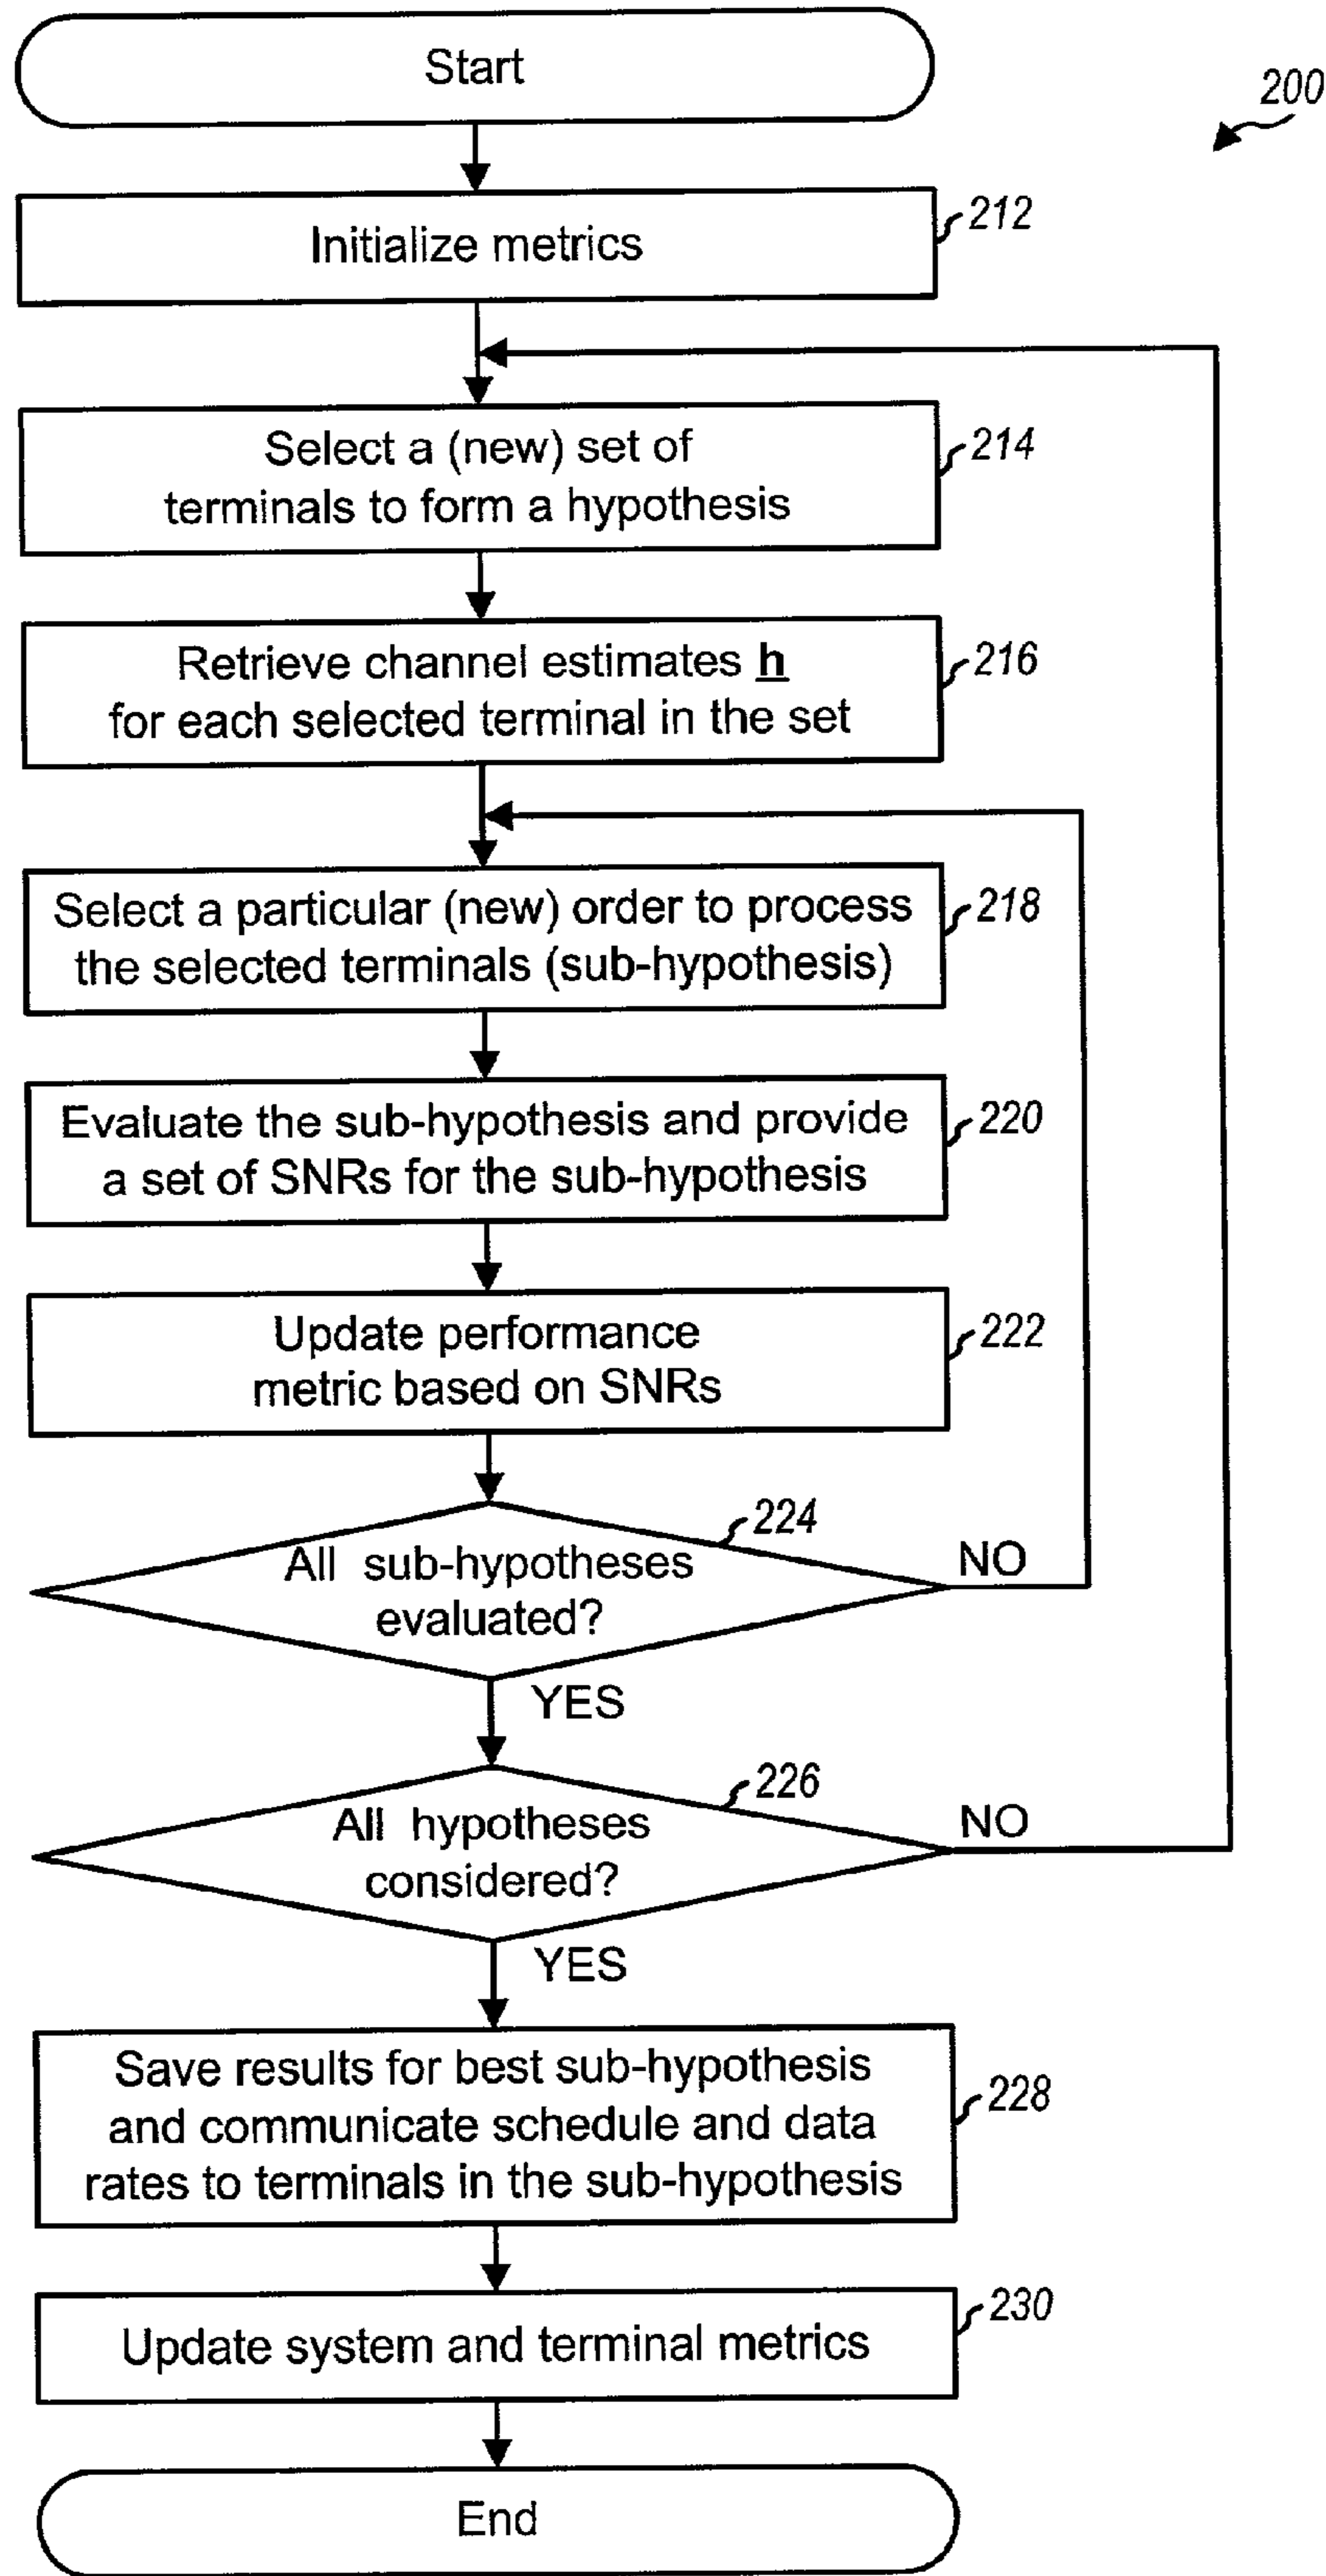 Start
200
Initialize metrics
212
Select a (new) set of
terminals to form a hypothesis
214
Retrieve channel estimates h
for each selected terminal in the set
216
Select a particular (new) order to process
the selected terminals (sub-hypothesis)
218
Evaluate the sub-hypothesis and provide
a set of SNRs for the sub-hypothesis
220
Update performance
metric based on SNRs
222
224
All sub-hypotheses
evaluated?
NO
YES
226
All hypotheses
considered?
NO
YES
Save results for best sub-hypothesis
and communicate schedule and data
rates to terminals in the sub-hypothesis
228
Update system and terminal metrics
230
End